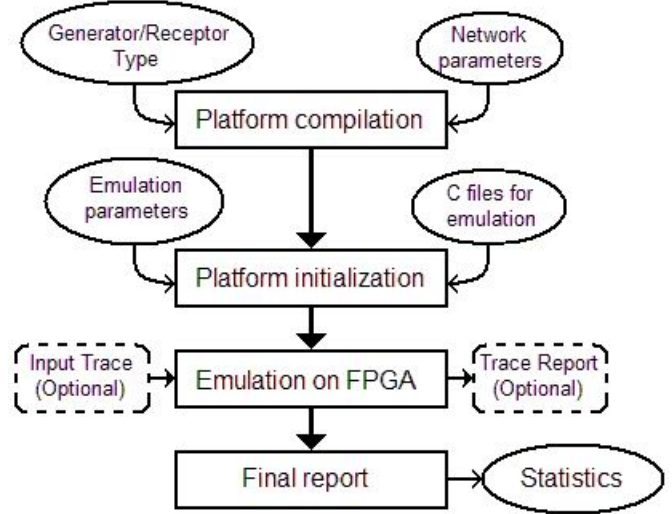 Generator/Receptor
Type
Network
parameters
Platform compilation
Emulation
parameters
C files for
emulation
Platform initialization
Input Trace
(Optional)
Emulation on FPGA
Trace Report
(Optional)
Final report
Statistics